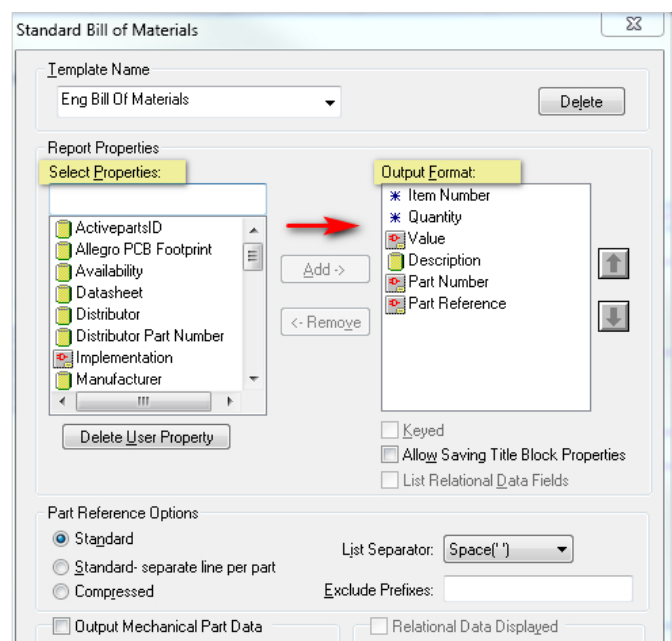 Standard Bill of Materials
Template Name
Eng Bill Of Materials
Delete
Report Properties
Select Properties:
ActivepartsID
Allegro PCB Footprint
Availability
Datasheet
Distributor
Distributor Part Number
Implementation
Manufacturer
Delete User Property
Add ->
<- Remove
Output Format:
Item Number
Quantity
Value
Description
Part Number
Part Reference
Keyed
Allow Saving Title Block Properties
List Relational Data Fields
Part Reference Options
Standard
Standard- separate line per part
Compressed
List Separator: Space(' ')
Exclude Prefixes:
Output Mechanical Part Data
Relational Data Displayed